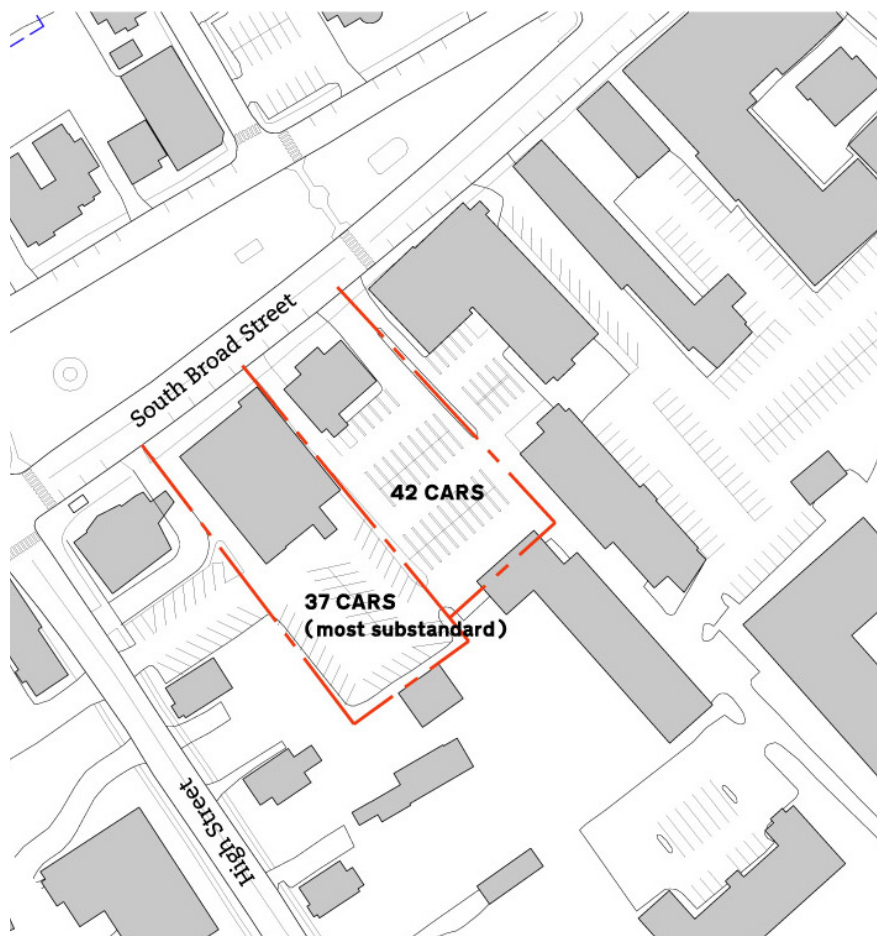 South Broad Street
42 CARS
37 CARS
(most substandard)
High Street